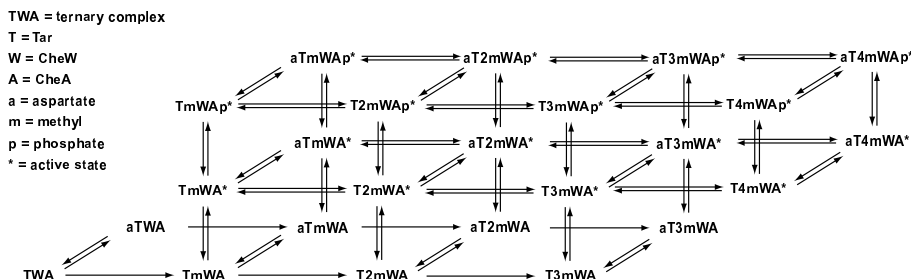 TWA = ternary complex
T = Tar
W = CheW
A = CheA
a = aspartate
m = methyl
p = phosphate
* = active state
aTmWAp* aT2mWAp* aT3mWAp* aT4mWAp*
TmWAp* T2mWAp* T3mWAp* T4mWAp*
aTmWA* aT2mWA* aT3mWA* aT4mWA*
TmWA* T2mWA* T3mWA* T4mWA*
aTWA aTmWA aT2mWA aT3mWA
TWA TmWA T2mWA T3mWA